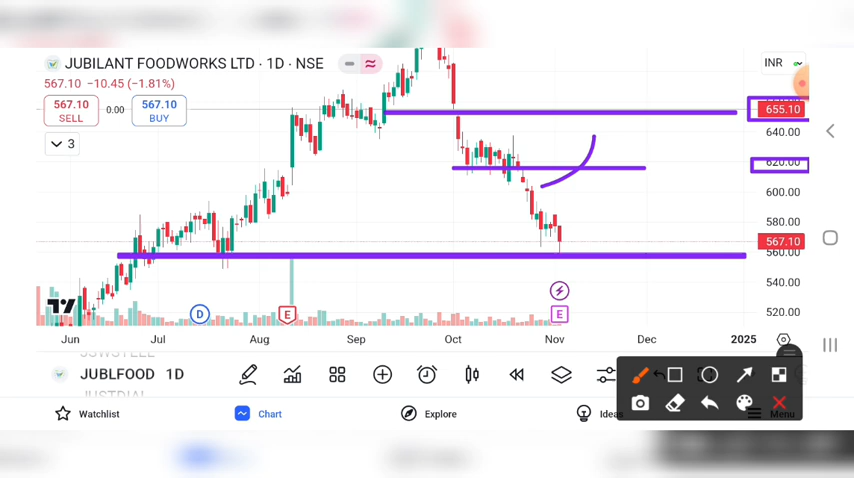 JUBILANT FOODWORKS LTD · 1D · NSE
INR
567.10 −10.45 (−1.81%)
567.10
SELL
0.00
567.10
BUY
3
655.10
640.00
620.00
600.00
580.00
567.10
560.00
540.00
520.00
D
E
E
Jun
Jul
Aug
Sep
Oct
Nov
Dec
2025
JSWSTEEL
JUBLFOOD 1D
JUSTDIAL
Watchlist
Chart
Explore
Ideas
Menu